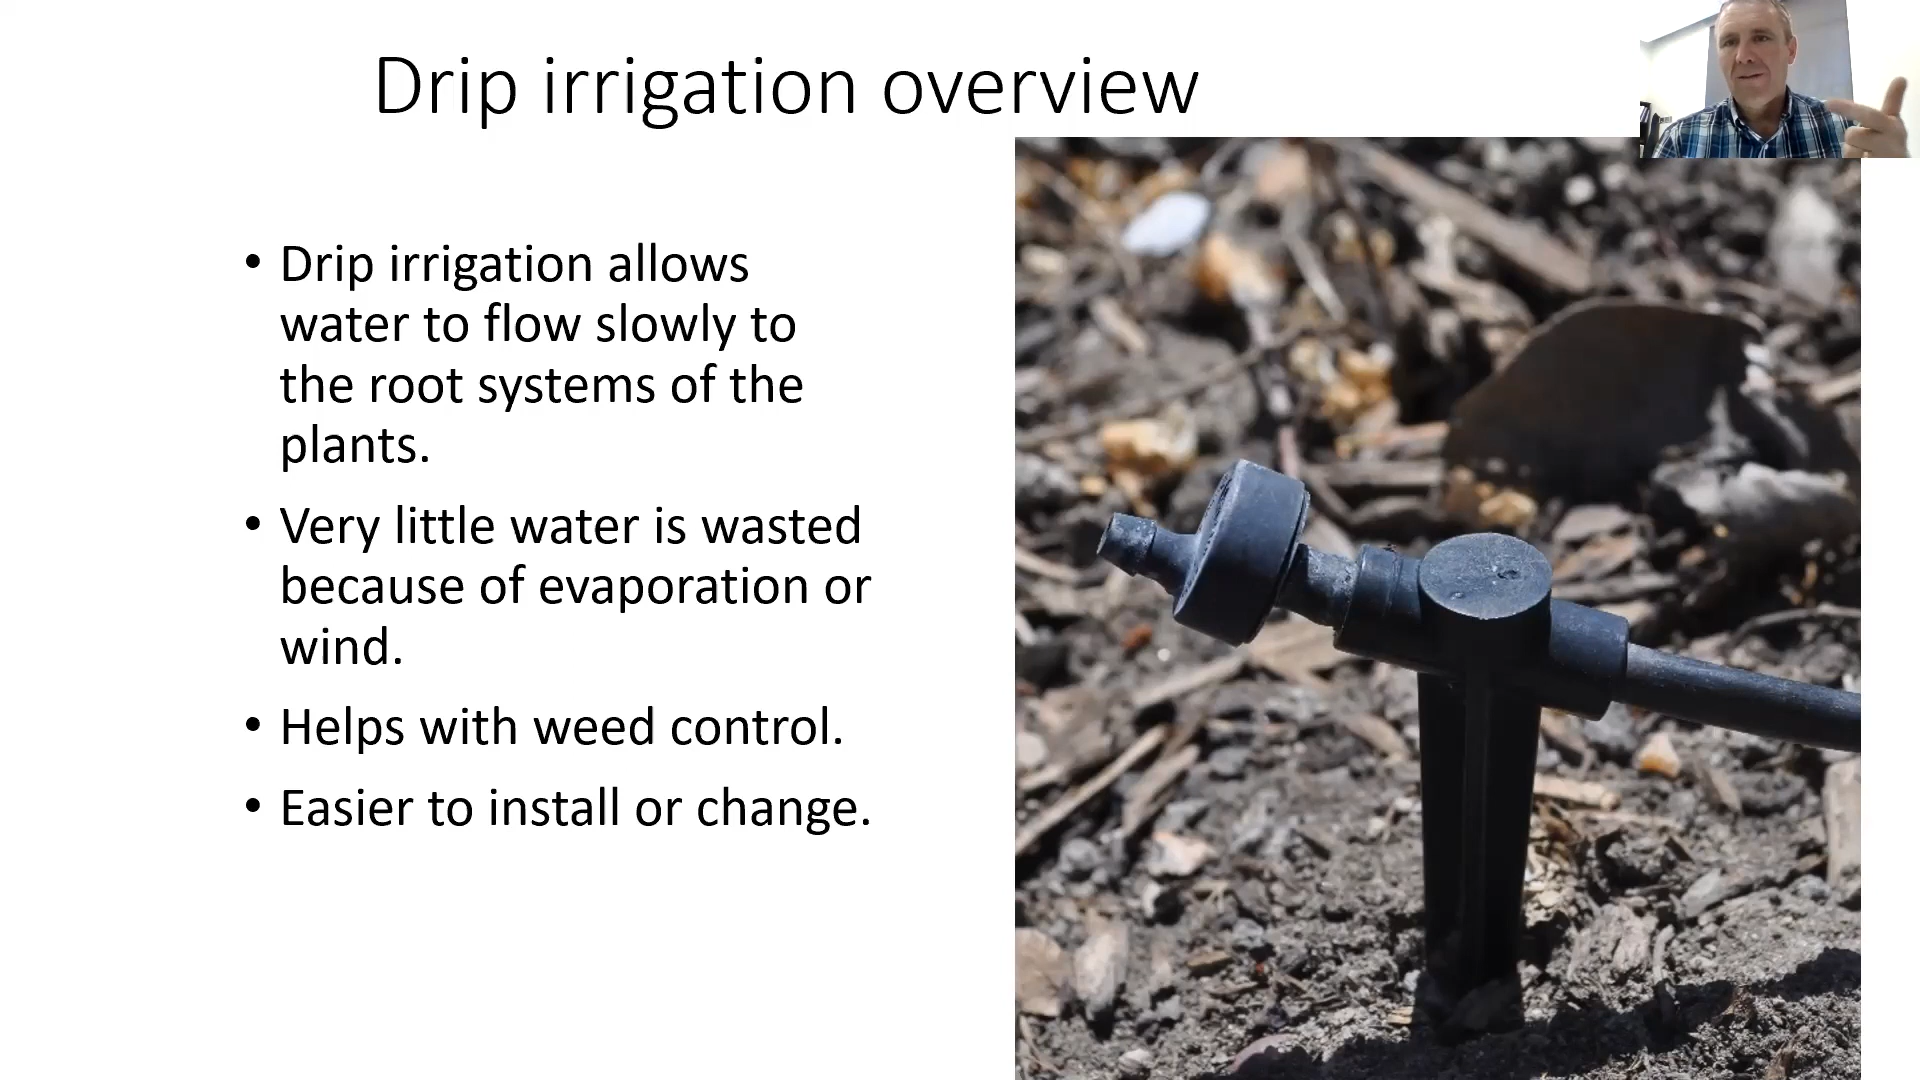 Drip irrigation overview
• Drip irrigation allows
water to flow slowly to
the root systems of the
plants.
• Very little water is wasted
because of evaporation or
wind.
• Helps with weed control.
• Easier to install or change.